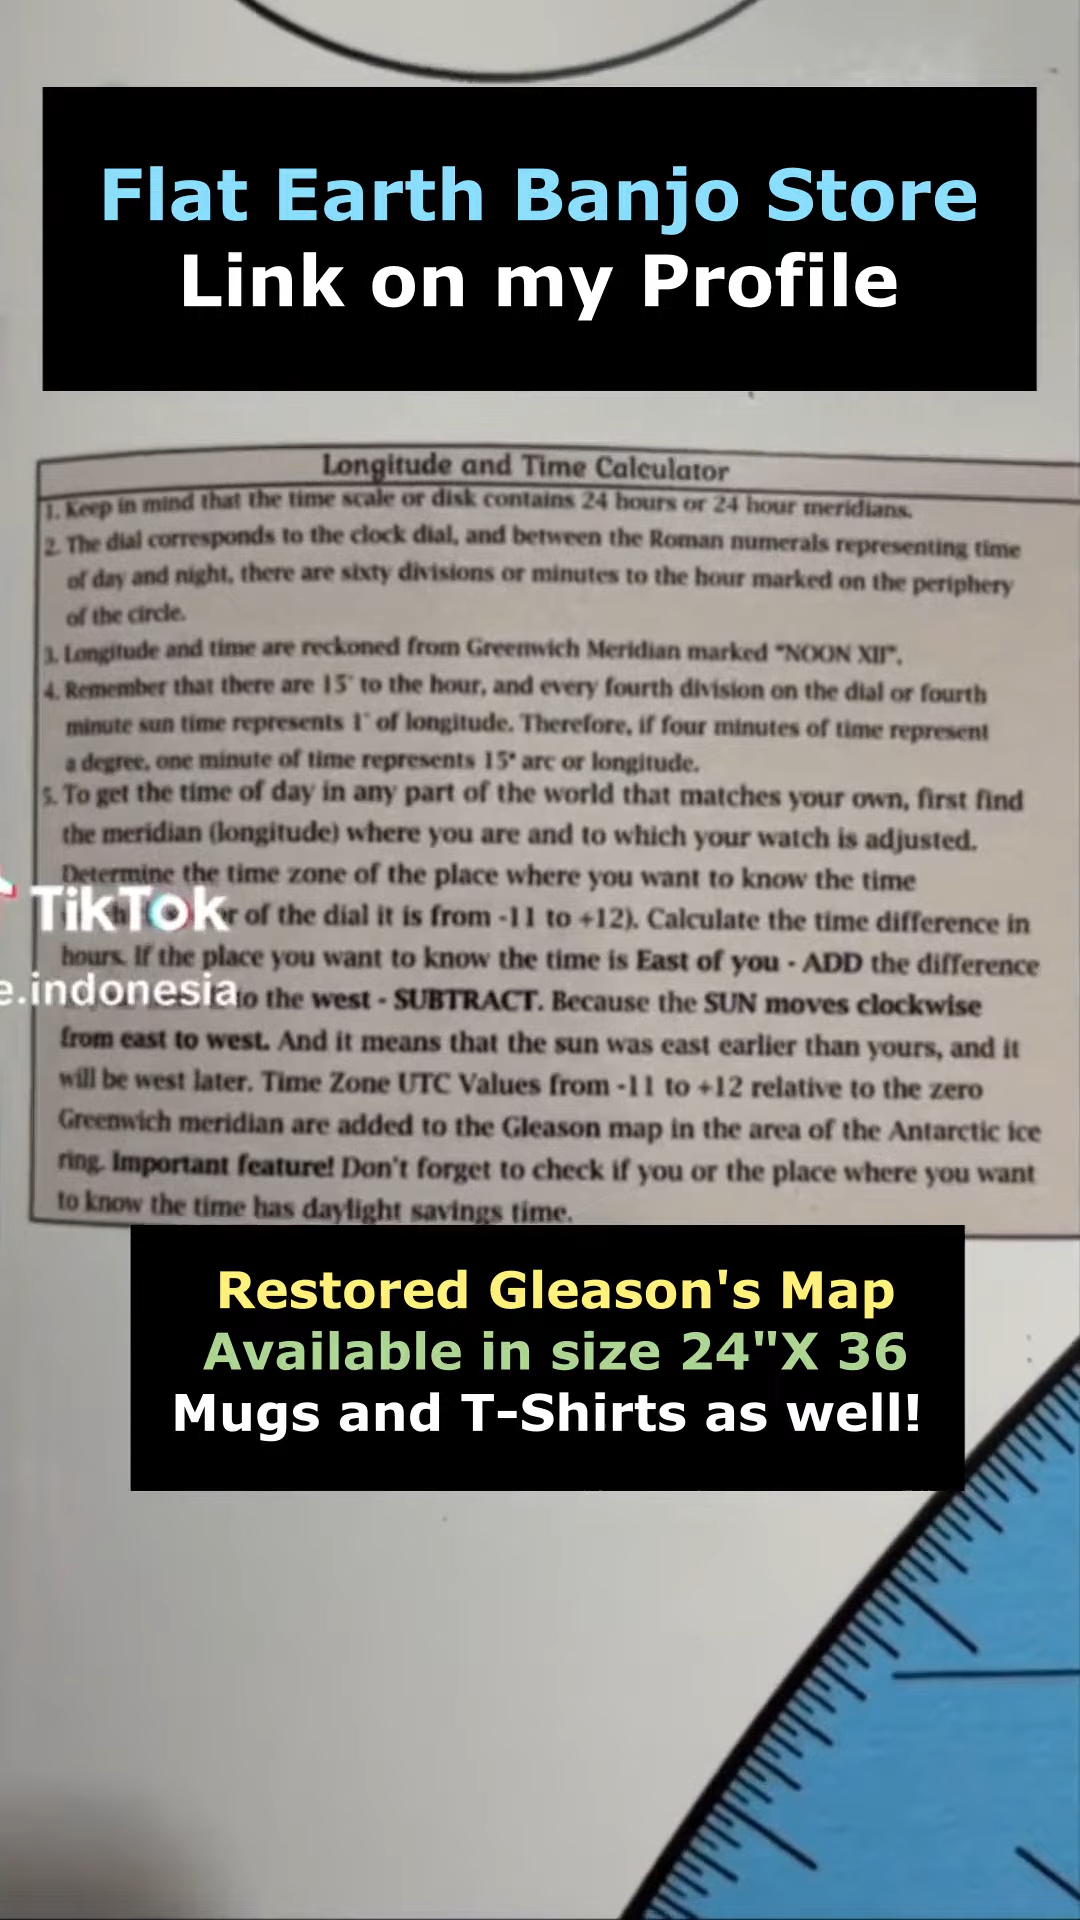 Flat Earth Banjo Store
Link on my Profile
Longitude and Time Calculator
1. Keep in mind that the time scale or disk contains 24 hours or 24 hour meridians.
2. The dial corresponds to the clock dial, and between the Roman numerals representing time
of day and night, there are sixty divisions or minutes to the hour marked on the periphery
of the circle.
3. Longitude and time are reckoned from Greenwich Meridian marked "NOON XII".
4. Remember that there are 15° to the hour, and every fourth division on the dial or fourth
minute sun time represents 1° of longitude. Therefore, if four minutes of time represent
a degree, one minute of time represents 15" arc or longitude.
5. To get the time of day in any part of the world that matches your own, first find
the meridian (longitude) where you are and to which your watch is adjusted.
Determine the time zone of the place where you want to know the time
of the dial it is from -11 to +12). Calculate the time difference in
TikTok
hours. If the place you want to know the time is East of you - ADD the difference
e.indonesia
to the west - SUBTRACT. Because the SUN moves clockwise
from east to west. And it means that the sun was east earlier than yours, and it
will be west later. Time Zone UTC Values from -11 to +12 relative to the zero
Greenwich meridian are added to the Gleason map in the area of the Antarctic ice
ring. Important feature! Don't forget to check if you or the place where you want
to know the time has daylight savings time.
Restored Gleason's Map
Available in size 24"X 36
Mugs and T-Shirts as well!